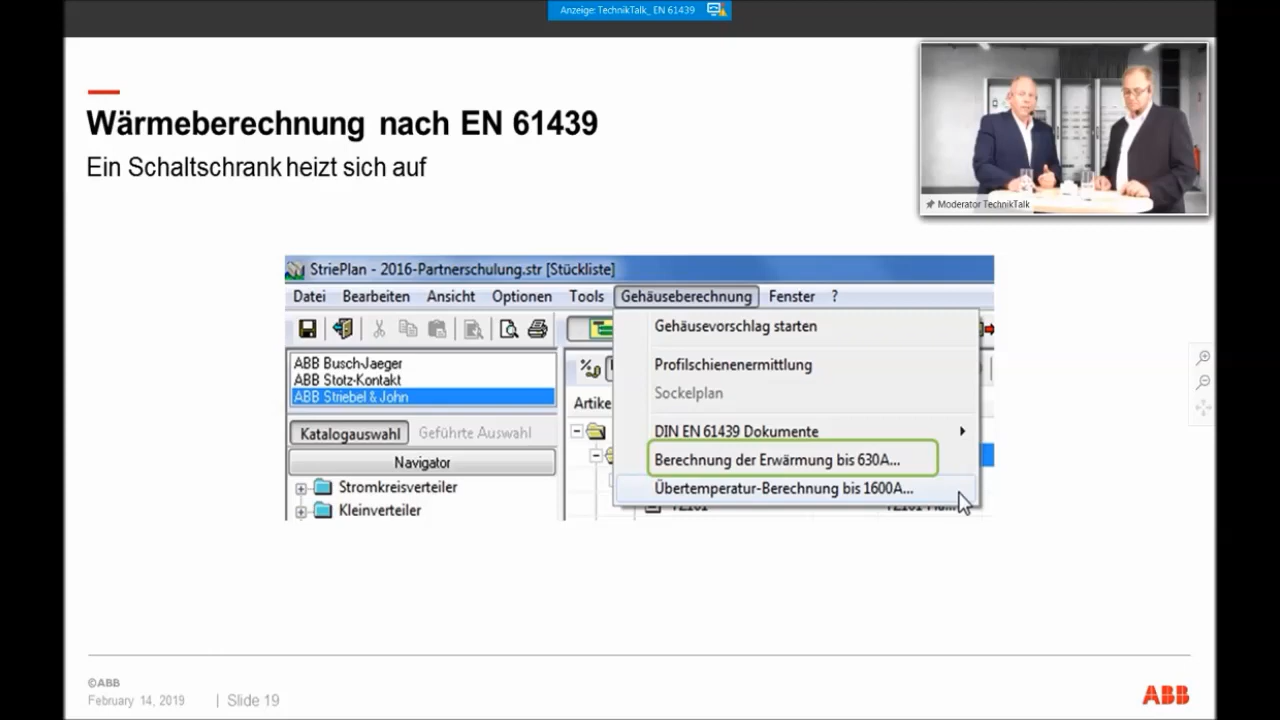 Anzeige: TechnikTalk_ EN 61439
Wärmeberechnung nach EN 61439
Ein Schaltschrank heizt sich auf
Moderator TechnikTalk
StriePlan - 2016-Partnerschulung.str [Stückliste]
Datei Bearbeiten Ansicht Optionen Tools Gehäuseberechnung Fenster ?
Gehäusevorschlag starten
ABB Busch-Jaeger
ABB Stotz-Kontakt
ABB Striebel & John
Profilschienenermittlung
Sockelplan
Artike
Katalogauswahl Geführte Auswahl
DIN EN 61439 Dokumente
Navigator
Berechnung der Erwärmung bis 630A...
Stromkreisverteiler
Übertemperatur-Berechnung bis 1600A...
Kleinverteiler
©ABB
February 14, 2019 | Slide 19
ABB